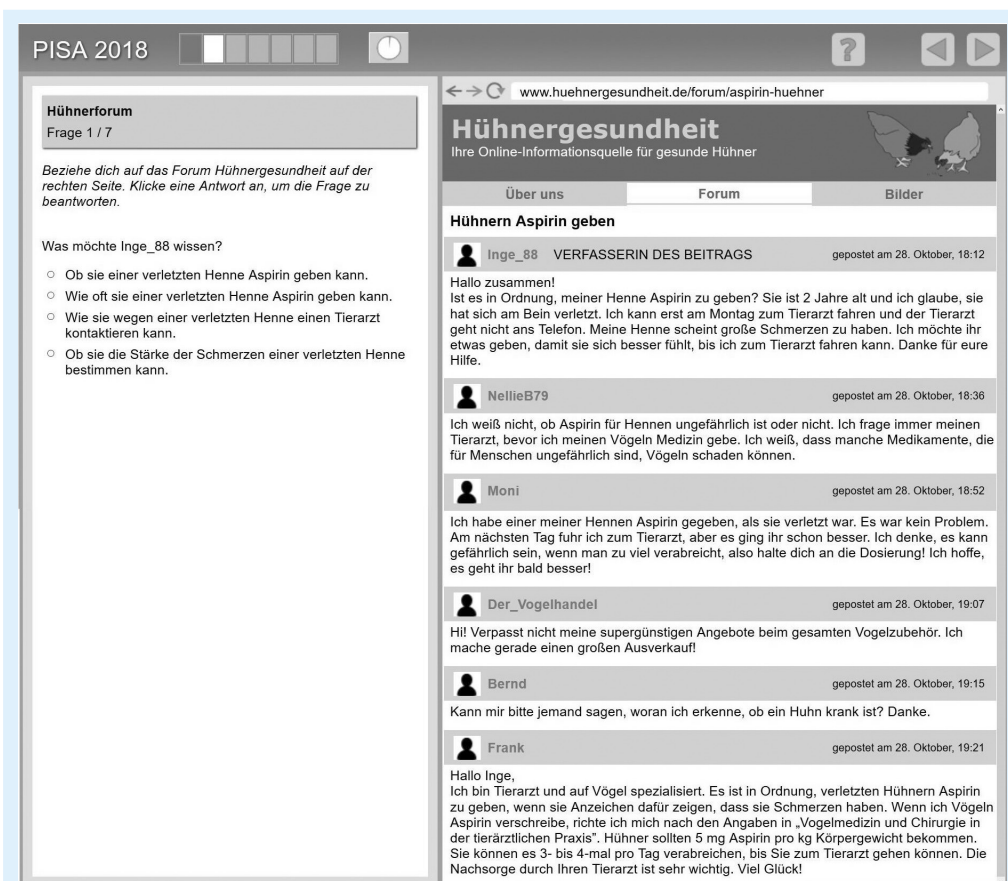 PISA 2018
?
Hühnerforum
Frage 1 / 7
Beziehe dich auf das Forum Hühnergesundheit auf der
rechten Seite. Klicke eine Antwort an, um die Frage zu
beantworten.
Was möchte Inge_88 wissen?
Ob sie einer verletzten Henne Aspirin geben kann.
Wie oft sie einer verletzten Henne Aspirin geben kann.
Wie sie wegen einer verletzten Henne einen Tierarzt
kontaktieren kann.
Ob sie die Stärke der Schmerzen einer verletzten Henne
bestimmen kann.
www.huehnergesundheit.de/forum/aspirin-huehner
Hühnergesundheit
Ihre Online-Informationsquelle für gesunde Hühner
Über uns Forum Bilder
Hühnern Aspirin geben
Inge_88 VERFASSERIN DES BEITRAGS gepostet am 28. Oktober, 18:12
Hallo zusammen!
Ist es in Ordnung, meiner Henne Aspirin zu geben? Sie ist 2 Jahre alt und ich glaube, sie
hat sich am Bein verletzt. Ich kann erst am Montag zum Tierarzt fahren und der Tierarzt
geht nicht ans Telefon. Meine Henne scheint große Schmerzen zu haben. Ich möchte ihr
etwas geben, damit sie sich besser fühlt, bis ich zum Tierarzt fahren kann. Danke für eure
Hilfe.
NellieB79 gepostet am 28. Oktober, 18:36
Ich weiß nicht, ob Aspirin für Hennen ungefährlich ist oder nicht. Ich frage immer meinen
Tierarzt, bevor ich meinen Vögeln Medizin gebe. Ich weiß, dass manche Medikamente, die
für Menschen ungefährlich sind, Vögeln schaden können.
Moni gepostet am 28. Oktober, 18:52
Ich habe einer meiner Hennen Aspirin gegeben, als sie verletzt war. Es war kein Problem.
Am nächsten Tag fuhr ich zum Tierarzt, aber es ging ihr schon besser. Ich denke, es kann
gefährlich sein, wenn man zu viel verabreicht, also halte dich an die Dosierung! Ich hoffe,
es geht ihr bald besser!
Der_Vogelhandel gepostet am 28. Oktober, 19:07
Hi! Verpasst nicht meine supergünstigen Angebote beim gesamten Vogelzubehör. Ich
mache gerade einen großen Ausverkauf!
Bernd gepostet am 28. Oktober, 19:15
Kann mir bitte jemand sagen, woran ich erkenne, ob ein Huhn krank ist? Danke.
Frank gepostet am 28. Oktober, 19:21
Hallo Inge,
Ich bin Tierarzt und auf Vögel spezialisiert. Es ist in Ordnung, verletzten Hühnern Aspirin
zu geben, wenn sie Anzeichen dafür zeigen, dass sie Schmerzen haben. Wenn ich Vögeln
Aspirin verschreibe, richte ich mich nach den Angaben in „Vogelmedizin und Chirurgie in
der tierärztlichen Praxis”. Hühner sollten 5 mg Aspirin pro kg Körpergewicht bekommen.
Sie können es 3- bis 4-mal pro Tag verabreichen, bis Sie zum Tierarzt gehen können. Die
Nachsorge durch Ihren Tierarzt ist sehr wichtig. Viel Glück!